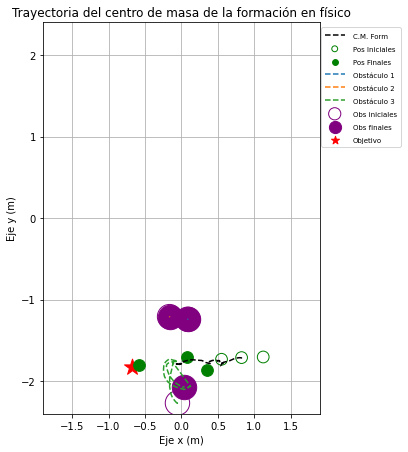 Trayectoria del centro de masa de la formación en físico
C.M. Form
Pos Iniciales
Pos Finales
Obstáculo 1
Obstáculo 2
Obstáculo 3
Obs iniciales
Obs finales
Objetivo
Eje y (m)
2
1
0
−1
−2
−1.5 −1.0 −0.5 0.0 0.5 1.0 1.5
Eje x (m)